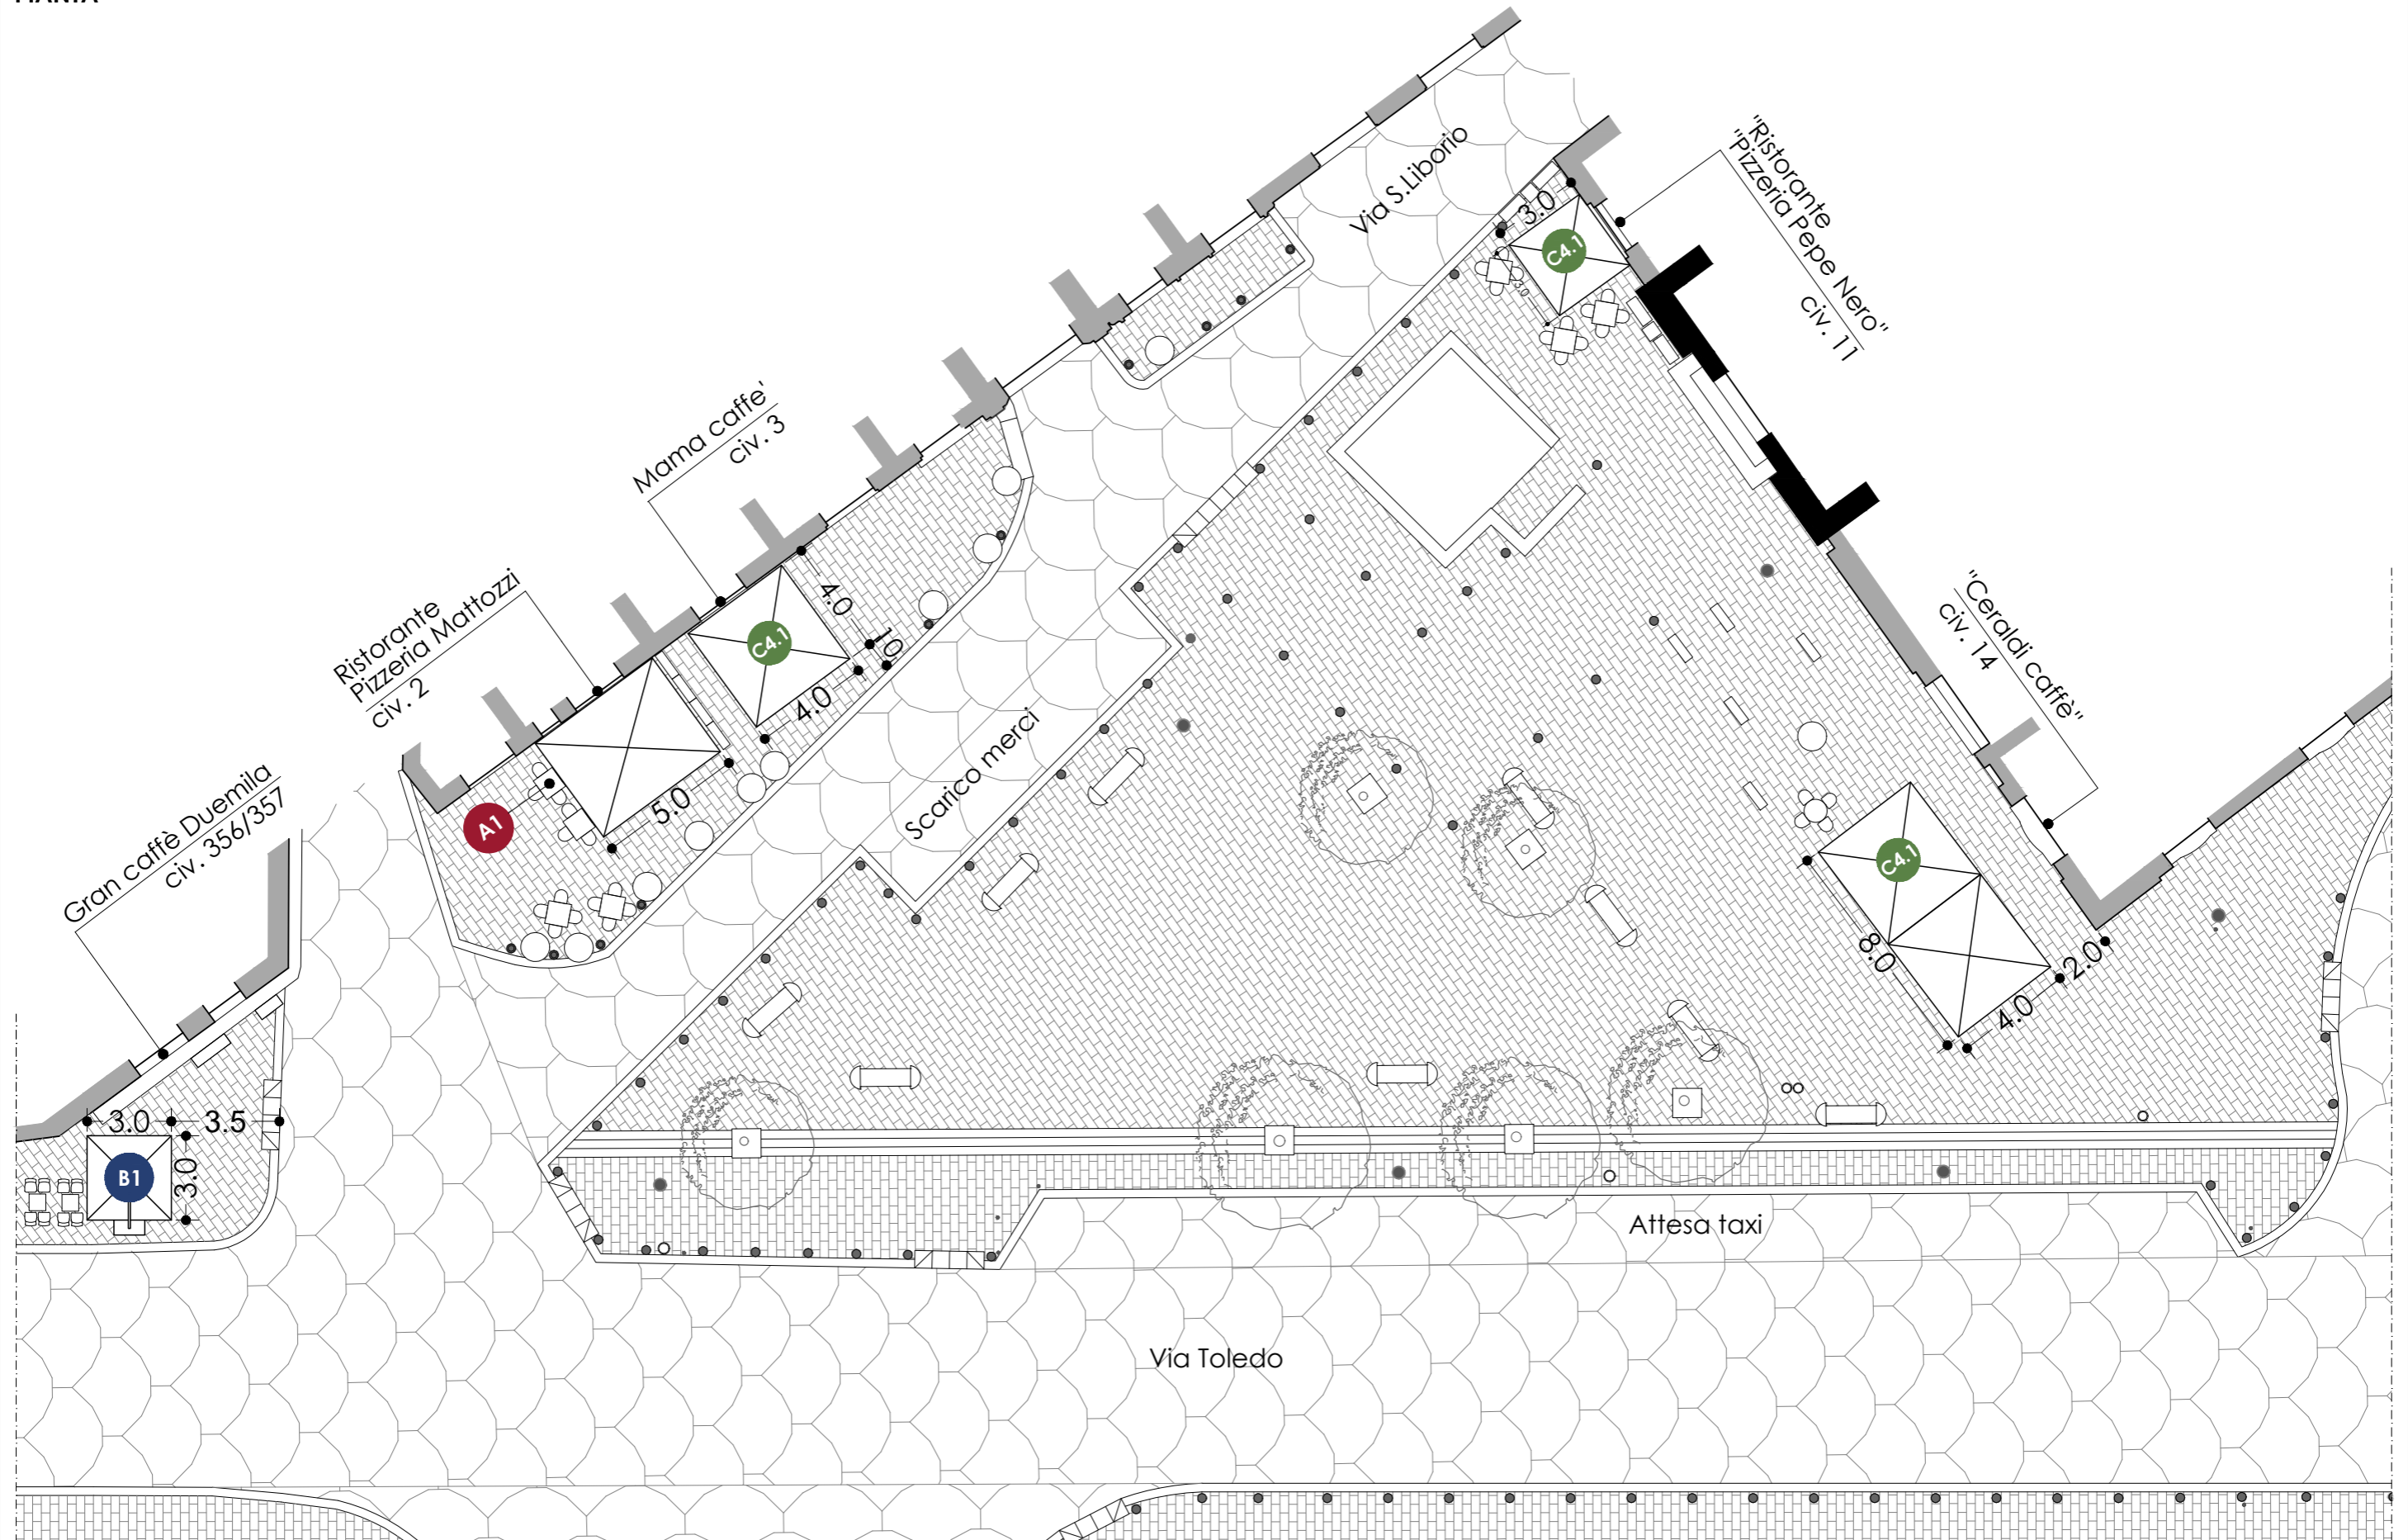 Via S.Liborio
"Ristorante
"Pizzeria Pepe Nero"
civ. 11
3.0
C4.1
3.0
Mama caffe'
civ. 3
4.0
C4.1
1.0
4.0
Ristorante
Pizzeria Mattozzi
civ. 2
5.0
A1
Scarico merci
"Ceraldi caffè"
civ. 14
C4.1
8.0
2.0
4.0
Gran caffè Duemila
civ. 356/357
3.0
3.5
B1
3.0
Attesa taxi
Via Toledo